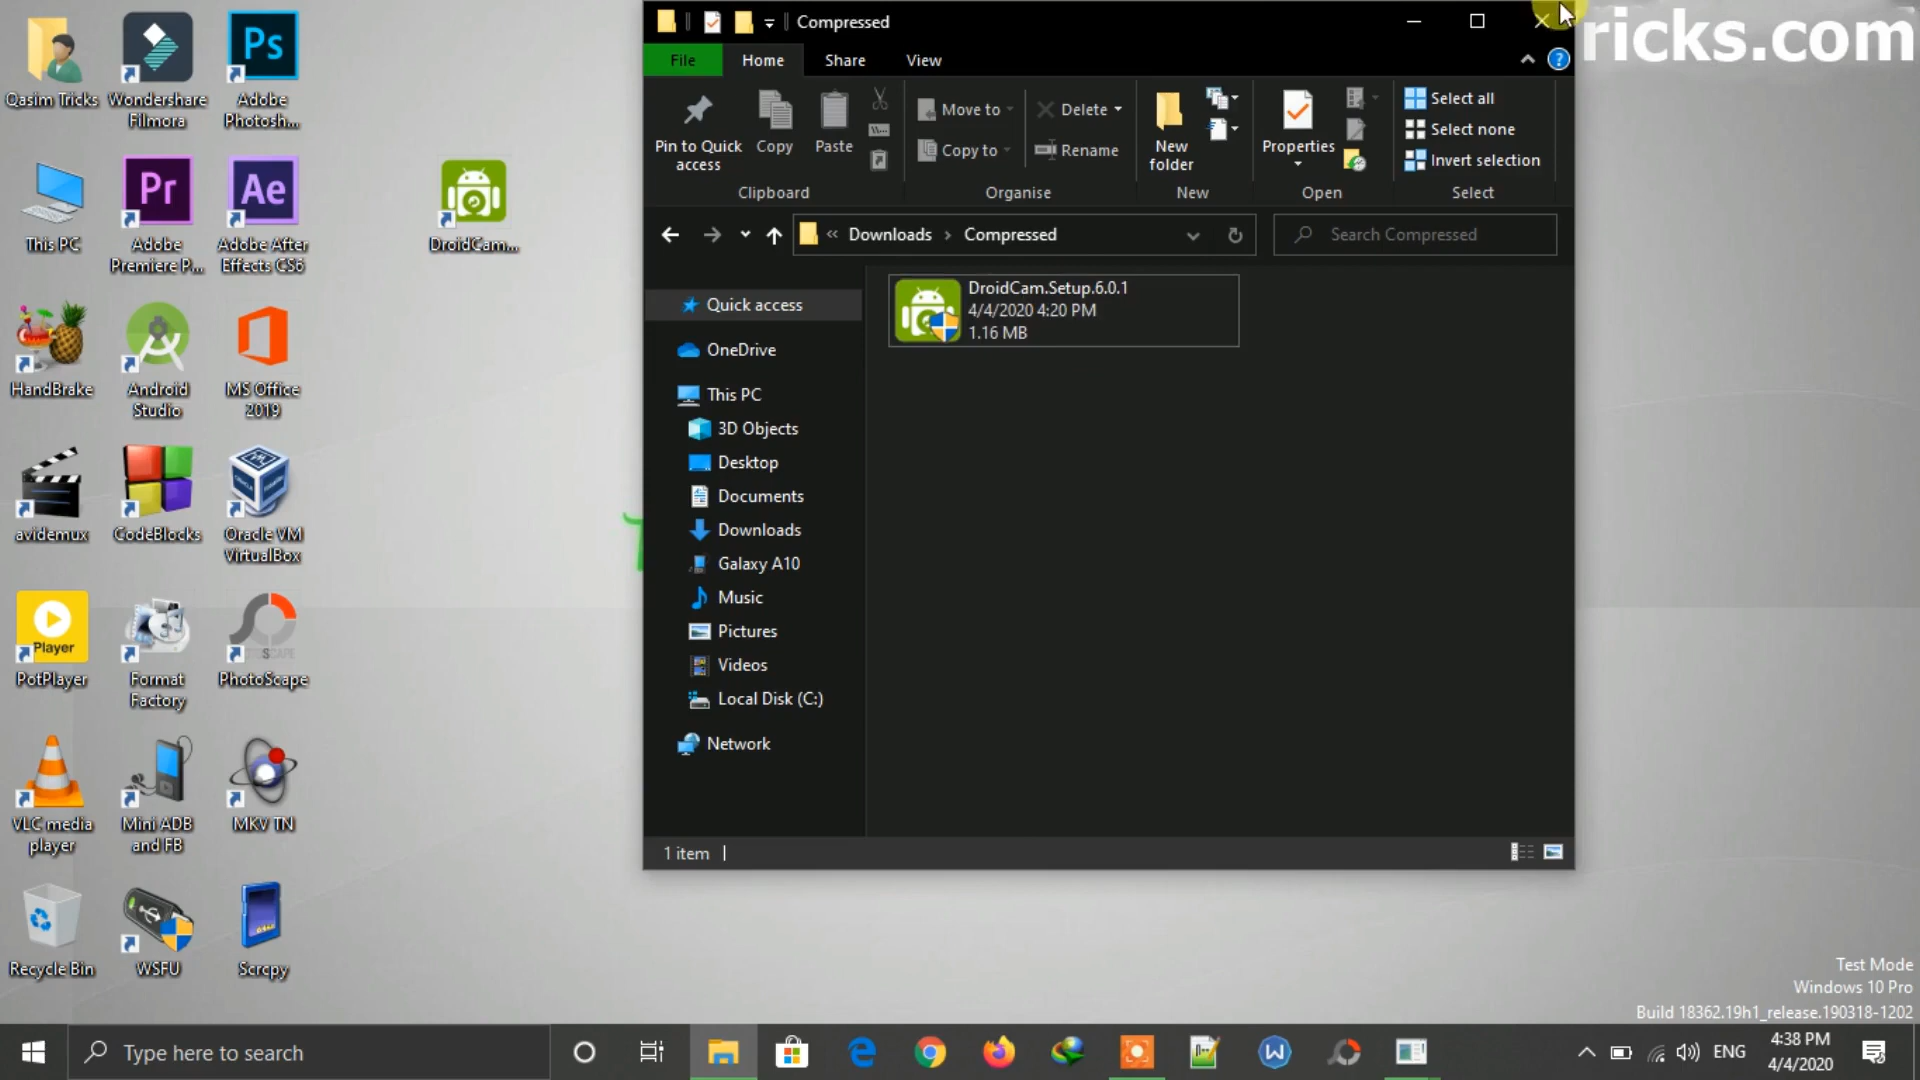 Compressed
ricks.com
File
Home
Share
View
Pin to Quick access
Copy
Paste
Move to
Copy to
Delete
Rename
New folder
Properties
Select all
Select none
Invert selection
Clipboard
Organise
New
Open
Select
Downloads
Compressed
Search Compressed
Quick access
OneDrive
This PC
3D Objects
Desktop
Documents
Downloads
Galaxy A10
Music
Pictures
Videos
Local Disk (C:)
Network
DroidCam.Setup.6.0.1
4/4/2020 4:20 PM
1.16 MB
1 item
Qasim Tricks
Wondershare Filmora
Ps
Adobe Photosh...
This PC
Pr
Adobe Premiere P...
Ae
Adobe After Effects CS6
DroidCam...
HandBrake
Android Studio
MS Office 2019
avidemux
CodeBlocks
Oracle VM VirtualBox
Player
PotPlayer
Format Factory
PhotoScape
VLC media player
Mini ADB and FB
MKV TN
Recycle Bin
WSFU
Scrcpy
Test Mode
Windows 10 Pro
Build 18362.19h1_release.190318-1202
Type here to search
ENG
4:38 PM
4/4/2020